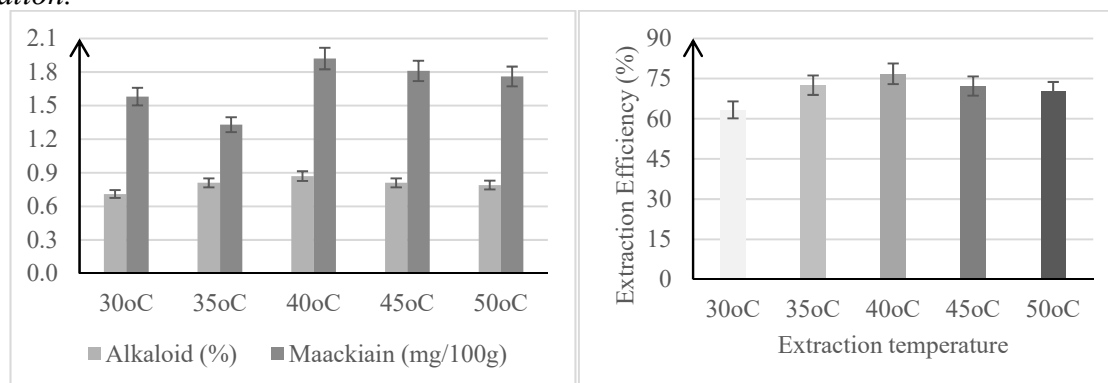 ation.
2.1
1.8
1.5
1.2
0.9
0.6
0.3
0.0
30oC 35oC 40oC 45oC 50oC
Alkaloid (%) Maackiain (mg/100g)
Extraction Efficiency (%)
90
75
60
45
30
15
0
30oC 35oC 40oC 45oC 50oC
Extraction temperature